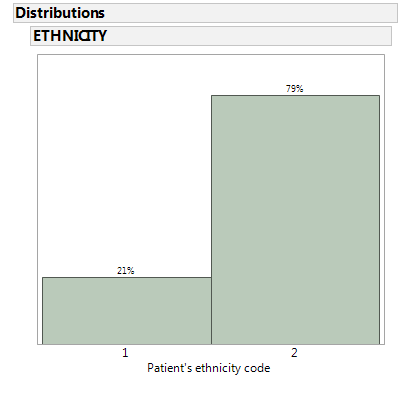 Distributions
ETHNICITY
79%
21%
1 2
Patient's ethnicity code